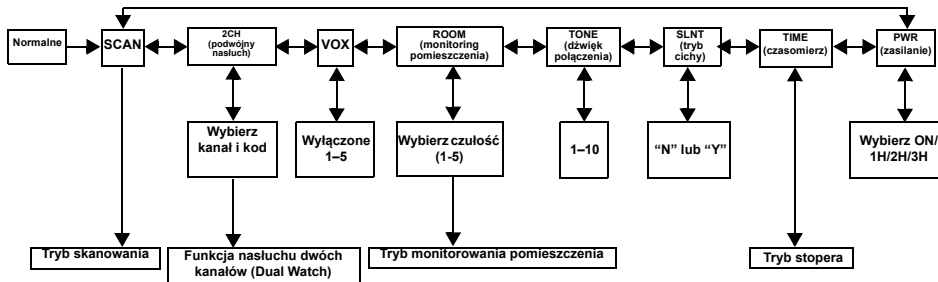 Normalne
SCAN
2CH
(podwójny
nasłuch)
VOX
ROOM
(monitoring
pomieszczenia)
TONE
(dźwięk
połączenia)
SLNT
(tryb
cichy)
TIME
(czasomierz)
PWR
(zasilanie)
Wybierz
kanał i kod
Wyłączone
1–5
Wybierz czułość
(1-5)
1–10
“N” lub “Y”
Wybierz ON/
1H/2H/3H
Tryb skanowania
Funkcja nasłuchu dwóch
kanałów (Dual Watch)
Tryb monitorowania pomieszczenia
Tryb stopera